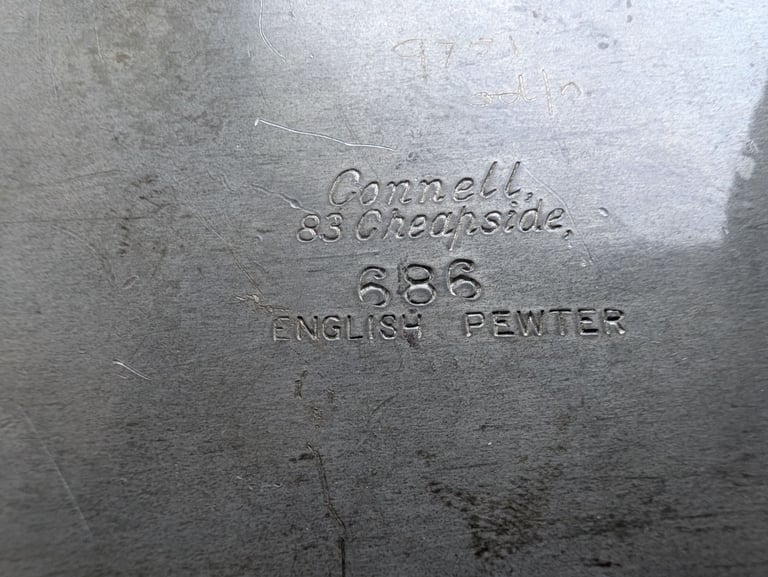 Connell,
83 Cheapside,
686
ENGLISH PEWTER